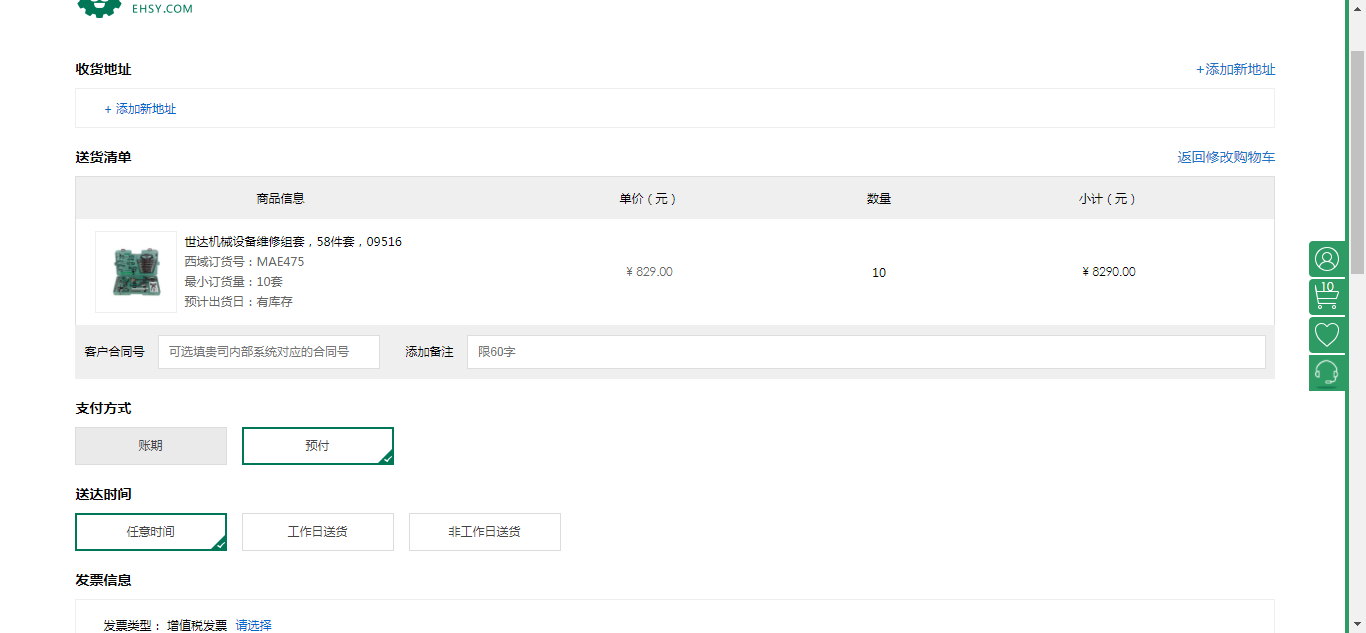 EHSY.COM
收货地址
+添加新地址
+ 添加新地址
送货清单
返回修改购物车
商品信息 单价（元） 数量 小计（元）
世达机械设备维修组套，58件套，09516
西域订货号：MAE475
最小订货量：10套
预计出货日：有库存
¥ 829.00
10
¥ 8290.00
客户合同号 可选填贵司内部系统对应的合同号 添加备注 限60字
支付方式
账期 预付
送达时间
任意时间 工作日送货 非工作日送货
发票信息
发票类型： 增值税发票 请选择
10